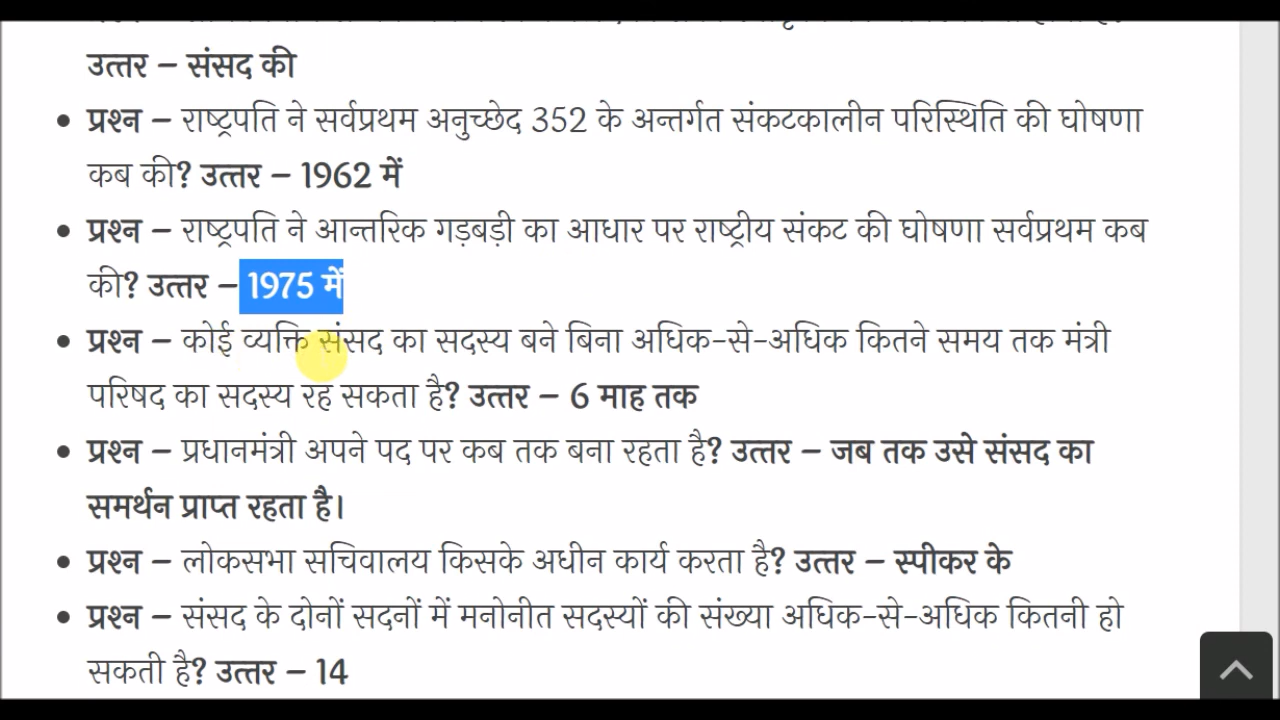 उत्तर – संसद की
प्रश्न – राष्ट्रपति ने सर्वप्रथम अनुच्छेद 352 के अन्तर्गत संकटकालीन परिस्थिति की घोषणा
कब की? उत्तर – 1962 में
प्रश्न – राष्ट्रपति ने आन्तरिक गड़बड़ी का आधार पर राष्ट्रीय संकट की घोषणा सर्वप्रथम कब
की? उत्तर – 1975 में
प्रश्न – कोई व्यक्ति संसद का सदस्य बने बिना अधिक-से-अधिक कितने समय तक मंत्री
परिषद का सदस्य रह सकता है? उत्तर – 6 माह तक
प्रश्न – प्रधानमंत्री अपने पद पर कब तक बना रहता है? उत्तर – जब तक उसे संसद का
समर्थन प्राप्त रहता है।
प्रश्न – लोकसभा सचिवालय किसके अधीन कार्य करता है? उत्तर – स्पीकर के
प्रश्न – संसद के दोनों सदनों में मनोनीत सदस्यों की संख्या अधिक-से-अधिक कितनी हो
सकती है? उत्तर – 14